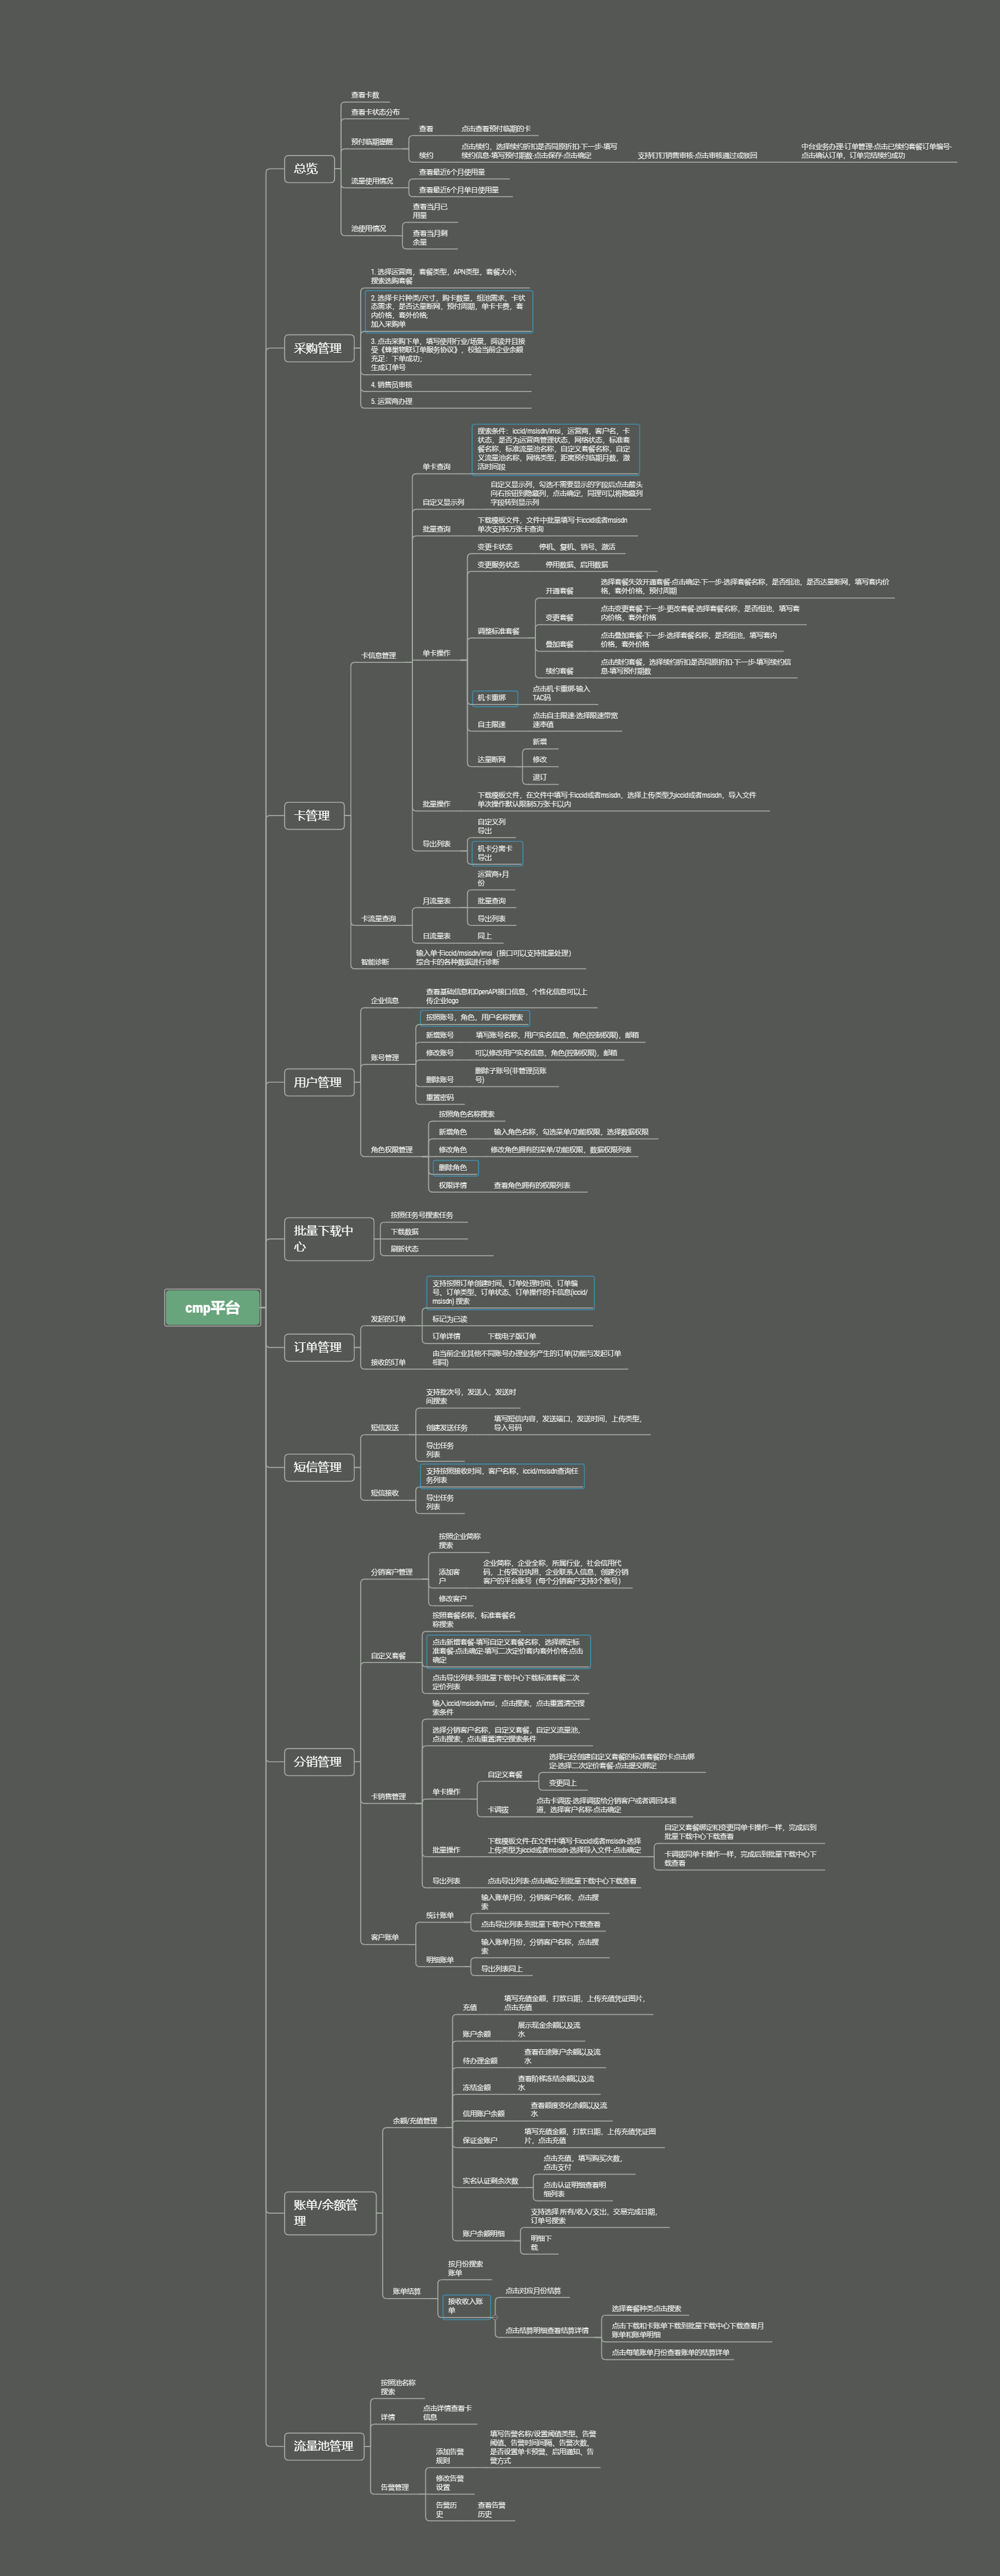 cmp平台
总览
查看卡数
查看卡状态分布
预付临期提醒
查看
点击查看预付临期的卡
续约
点击续约，选择续约折扣是否同原折扣-下一步-填写
续约信息-填写预付期数-点击保存-点击确定
支持钉钉销售审核-点击审核通过或驳回
中台业务办理-订单管理-点击已续约套餐订单编号-
点击确认订单，订单完结续约成功
流量使用情况
查看最近6个月使用量
查看最近6个月单日使用量
池使用情况
查看当月已
用量
查看当月剩
余量
采购管理
1. 选择运营商，套餐类型，APN类型，套餐大小；
搜索选购套餐
2. 选择卡片种类/尺寸，购卡数量，组池需求，卡状
态需求，是否达量断网，预付周期，单卡卡费，套
内价格，套外价格;
加入采购单
3. 点击采购下单，填写使用行业/场景，阅读并且接
受《蜂巢物联订单服务协议》，校验当前企业余额
充足：下单成功；
生成订单号
4. 销售员审核
5. 运营商办理
卡管理
卡信息管理
单卡查询
搜索条件：iccid/msisdn/imsi，运营商，客户名，卡
状态，是否为运营商管理状态，网络状态，标准套
餐名称，标准流量池名称，自定义套餐名称，自定
义流量池名称，网络类型，距离预付临期月数，激
活时间段
自定义显示列
自定义显示列，勾选不需要显示的字段后点击箭头
向右按钮到隐藏列，点击确定，同理可以将隐藏列
字段转到显示列
批量查询
下载模板文件，文件中批量填写卡iccid或者msisdn
单次支持5万张卡查询
单卡操作
变更卡状态
停机、复机、销号、激活
变更服务状态
停用数据、启用数据
调整标准套餐
开通套餐
选择套餐失效开通套餐-点击确定-下一步-选择套餐名称，是否组池，是否达量断网，填写套内价
格，套外价格，预付周期
变更套餐
点击变更套餐-下一步-更改套餐-选择套餐名称，是否组池，填写套
内价格，套外价格
叠加套餐
点击叠加套餐-下一步-选择套餐名称，是否组池，填写套内
价格，套外价格
续约套餐
点击续约套餐，选择续约折扣是否同原折扣-下一步-填写续约信
息-填写预付期数
机卡重绑
点击机卡重绑-输入
TAC码
自主限速
点击自主限速-选择限速带宽
速率值
达量断网
新增
修改
退订
批量操作
下载模板文件，在文件中填写卡iccid或者msisdn，选择上传类型为iccid或者msisdn，导入文件
单次操作默认限制5万张卡以内
导出列表
自定义列
导出
机卡分离卡
导出
卡流量查询
月流量表
运营商+月
份
批量查询
导出列表
日流量表
同上
智能诊断
输入单卡iccid/msisdn/imsi（接口可以支持批量处理）
综合卡的各种数据进行诊断
用户管理
企业信息
查看基础信息和OpenAPI接口信息，个性化信息可以上
传企业logo
账号管理
按照账号，角色，用户名称搜索
新增账号
填写账号名称，用户实名信息，角色(控制权限)，邮箱
修改账号
可以修改用户实名信息，角色(控制权限)，邮箱
删除账号
删除子账号(非管理员账
号)
重置密码
角色权限管理
按照角色名称搜索
新增角色
输入角色名称，勾选菜单/功能权限，选择数据权限
修改角色
修改角色拥有的菜单/功能权限，数据权限列表
删除角色
权限详情
查看角色拥有的权限列表
批量下载中
心
按照任务号搜索任务
下载数据
刷新状态
订单管理
发起的订单
支持按照订单创建时间、订单处理时间、订单编
号、订单类型、订单状态、订单操作的卡信息(iccid/
msisdn) 搜索
标记为已读
订单详情
下载电子版订单
接收的订单
由当前企业其他不同账号办理业务产生的订单(功能与发起订单
相同)
短信管理
短信发送
支持批次号，发送人，发送时
间搜索
创建发送任务
填写短信内容，发送端口，发送时间，上传类型，
导入号码
导出任务
列表
短信接收
支持按照接收时间，客户名称，iccid/msisdn查询任
务列表
导出任务
列表
分销管理
分销客户管理
按照企业简称
搜索
添加客
户
企业简称，企业全称，所属行业，社会信用代
码，上传营业执照，企业联系人信息，创建分销
客户的平台账号（每个分销客户支持3个账号）
修改客户
自定义套餐
按照套餐名称，标准套餐名
称搜索
点击新增套餐-填写自定义套餐名称，选择绑定标
准套餐-点击确定-填写二次定价套内套外价格-点击
确定
点击导出列表-到批量下载中心下载标准套餐二次
定价列表
卡销售管理
输入iccid/msisdn/imsi，点击搜索，点击重置清空搜
索条件
选择分销客户名称，自定义套餐，自定义流量池，
点击搜索，点击重置清空搜索条件
单卡操作
自定义套餐
选择已经创建自定义套餐的标准套餐的卡点击绑
定-选择二次定价套餐-点击提交绑定
变更同上
卡调拨
点击卡调拨-选择调拨给分销客户或者调回本渠
道，选择客户名称-点击确定
批量操作
下载模板文件-在文件中填写卡iccid或者msisdn-选择
上传类型为iccid或者msisdn-选择导入文件-点击确定
自定义套餐绑定和变更同单卡操作一样，完成后到
批量下载中心下载查看
卡调拨同单卡操作一样，完成后到批量下载中心下
载查看
导出列表
点击导出列表-点击确定-到批量下载中心下载查看
客户账单
统计账单
输入账单月份，分销客户名称，点击搜
索
点击导出列表-到批量下载中心下载查看
明细账单
输入账单月份，分销客户名称，点击搜
索
导出列表同上
账单/余额管
理
余额/充值管理
充值
填写充值金额，打款日期，上传充值凭证图片，
点击充值
账户余额
展示现金余额以及流
水
待办理金额
查看在途账户余额以及流
水
冻结金额
查看阶梯冻结余额以及流
水
信用账户余额
查看额度变化余额以及流
水
保证金账户
填写充值金额，打款日期，上传充值凭证图
片，点击充值
实名认证剩余次数
点击充值，填写购买次数，
点击支付
点击认证明细查看明
细列表
账户余额明细
支持选择 所有/收入/支出，交易完成日期，
订单号搜索
明细下
载
账单结算
按月份搜索
账单
接收收入账
单
点击对应月份结算
点击结算明细查看结算详情
选择套餐种类点击搜索
点击下载和卡账单下载到批量下载中心下载查看月
账单和账单明细
点击每笔账单月份查看账单的结算详单
流量池管理
按照池名称
搜索
详情
点击详情查看卡
信息
告警管理
添加告警
规则
填写告警名称/设置阈值类型、告警
阈值、告警时间间隔、告警次数、
是否设置单卡预警、启用通知、告
警方式
修改告警
设置
告警历
史
查看告警
历史